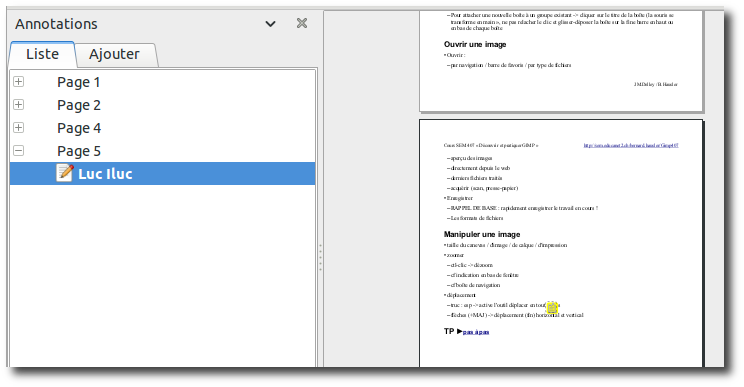 Annotations
Liste
Ajouter
Page 1
Page 2
Page 4
Page 5
Luc Iluc
– Pour attacher une nouvelle boîte à un groupe existant -> cliquer sur le titre de la boîte (la souris se
transforme en main », ne pas relacher le clic et glisser-déposer la boîte sur la fine barre en haut ou
en bas de chaque boîte
Ouvrir une image
• Ouvrir :
– par navigation / barre de favoris / par type de fichiers
J M.Delley / B. Hässler
Cours SEM 407 « Découvrir et pratiquer GIMP »
– aperçu des images
– directement depuis le web
– derniers fichiers traités
– acquérir (scan, presse-papier)
• Enregistrer
– RAPPEL DE BASE : rapidement enregistrer le travail en cours !
– Les formats de fichiers
Manipuler une image
• taille du canevas / d'image / de calque / d'impression
• zoomer
– ctl-clic -> dézoom
– cf indication en bas de fenêtre
– cf boîte de navigation
• déplacement
– truc : esp -> active l'outil déplacer en tout
– flèches (+MAJ) -> déplacement (fin) horizontal et vertical
TP ►pas à pas